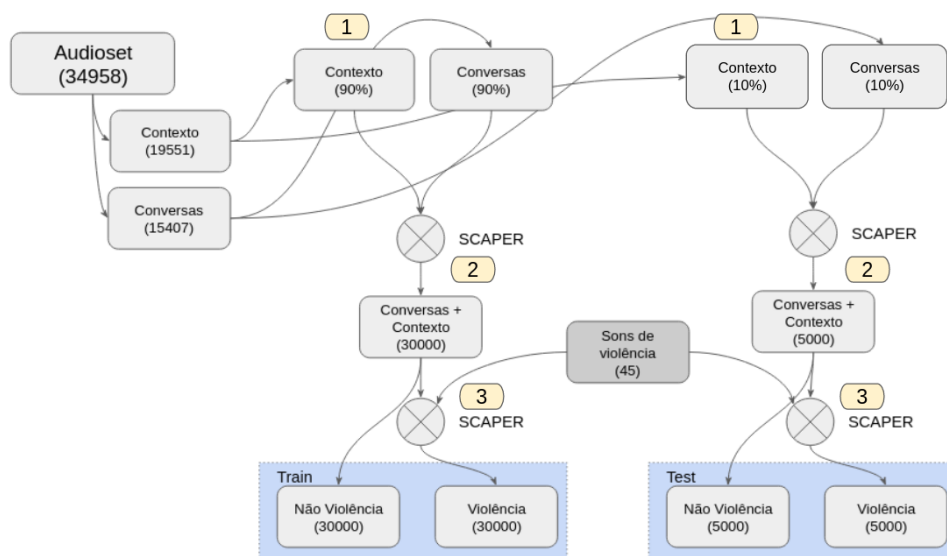 1
1
Audioset
(34958)
Contexto
(90%)
Conversas
(90%)
Contexto
(10%)
Conversas
(10%)
Contexto
(19551)
Conversas
(15407)
SCAPER
SCAPER
2
2
Conversas +
Contexto
(30000)
Conversas +
Contexto
(5000)
Sons de
violência
(45)
3
3
SCAPER
SCAPER
Train
Não Violência
(30000)
Violência
(30000)
Test
Não Violência
(5000)
Violência
(5000)